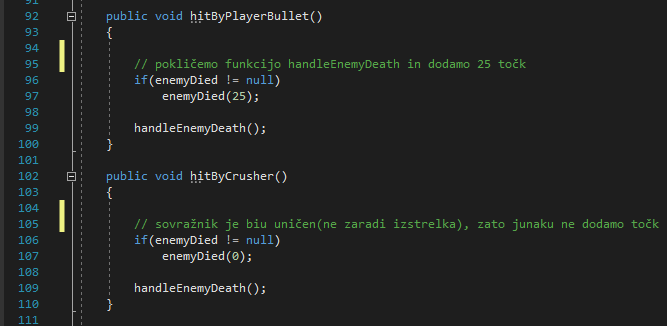 92 public void hitByPlayerBullet()
93 {
94
95 // pokličemo funkcijo handleEnemyDeath in dodamo 25 točk
96 if(enemyDied != null)
97 enemyDied(25);
98
99 handleEnemyDeath();
100 }
101
102 public void hitByCrusher()
103 {
104
105 // sovražnik je biu uničen(ne zaradi izstrelka), zato junaku ne dodamo točk
106 if(enemyDied != null)
107 enemyDied(0);
108
109 handleEnemyDeath();
110 }
111